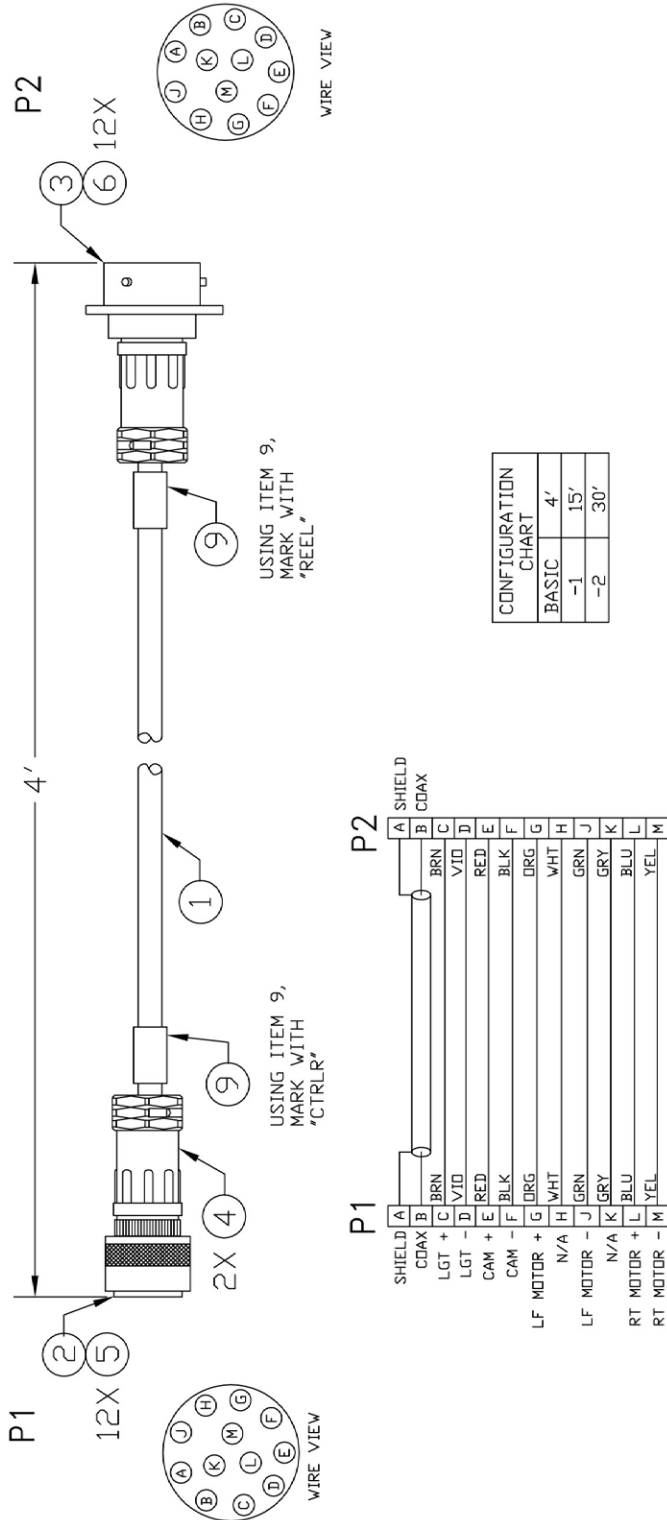 P1
P2
4'
2
5
12X
3
6
12X
A
J
B
K
H
C
L
M
G
D
E
F
WIRE VIEW
J
A
B
H
K
C
M
L
G
D
F
E
WIRE VIEW
2X
4
9
USING ITEM 9,
MARK WITH
"CTRLR"
1
9
USING ITEM 9,
MARK WITH
"REEL"
P1
P2
SHIELD A A SHIELD
COAX B B COAX
LGT + C BRN BRN C
LGT - D VIO VIO D
CAM + E RED RED E
CAM - F BLK BLK F
LF MOTOR + G ORG ORG G
N/A H WHT WHT H
LF MOTOR - J GRN GRN J
N/A K GRY GRY K
RT MOTOR + L BLU BLU L
RT MOTOR - M YEL YEL M
CONFIGURATION
CHART
BASIC 4'
-1 15'
-2 30'